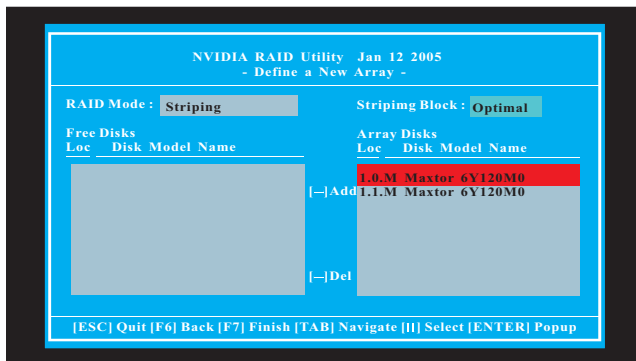 NVIDIA RAID Utility Jan 12 2005
- Define a New Array -
RAID Mode : Striping
Stripimg Block : Optimal
Free Disks
Loc Disk Model Name
Array Disks
Loc Disk Model Name
1.0.M Maxtor 6Y120M0
[–]Add
1.1.M Maxtor 6Y120M0
[–]Del
[ESC] Quit [F6] Back [F7] Finish [TAB] Navigate [II] Select [ENTER] Popup